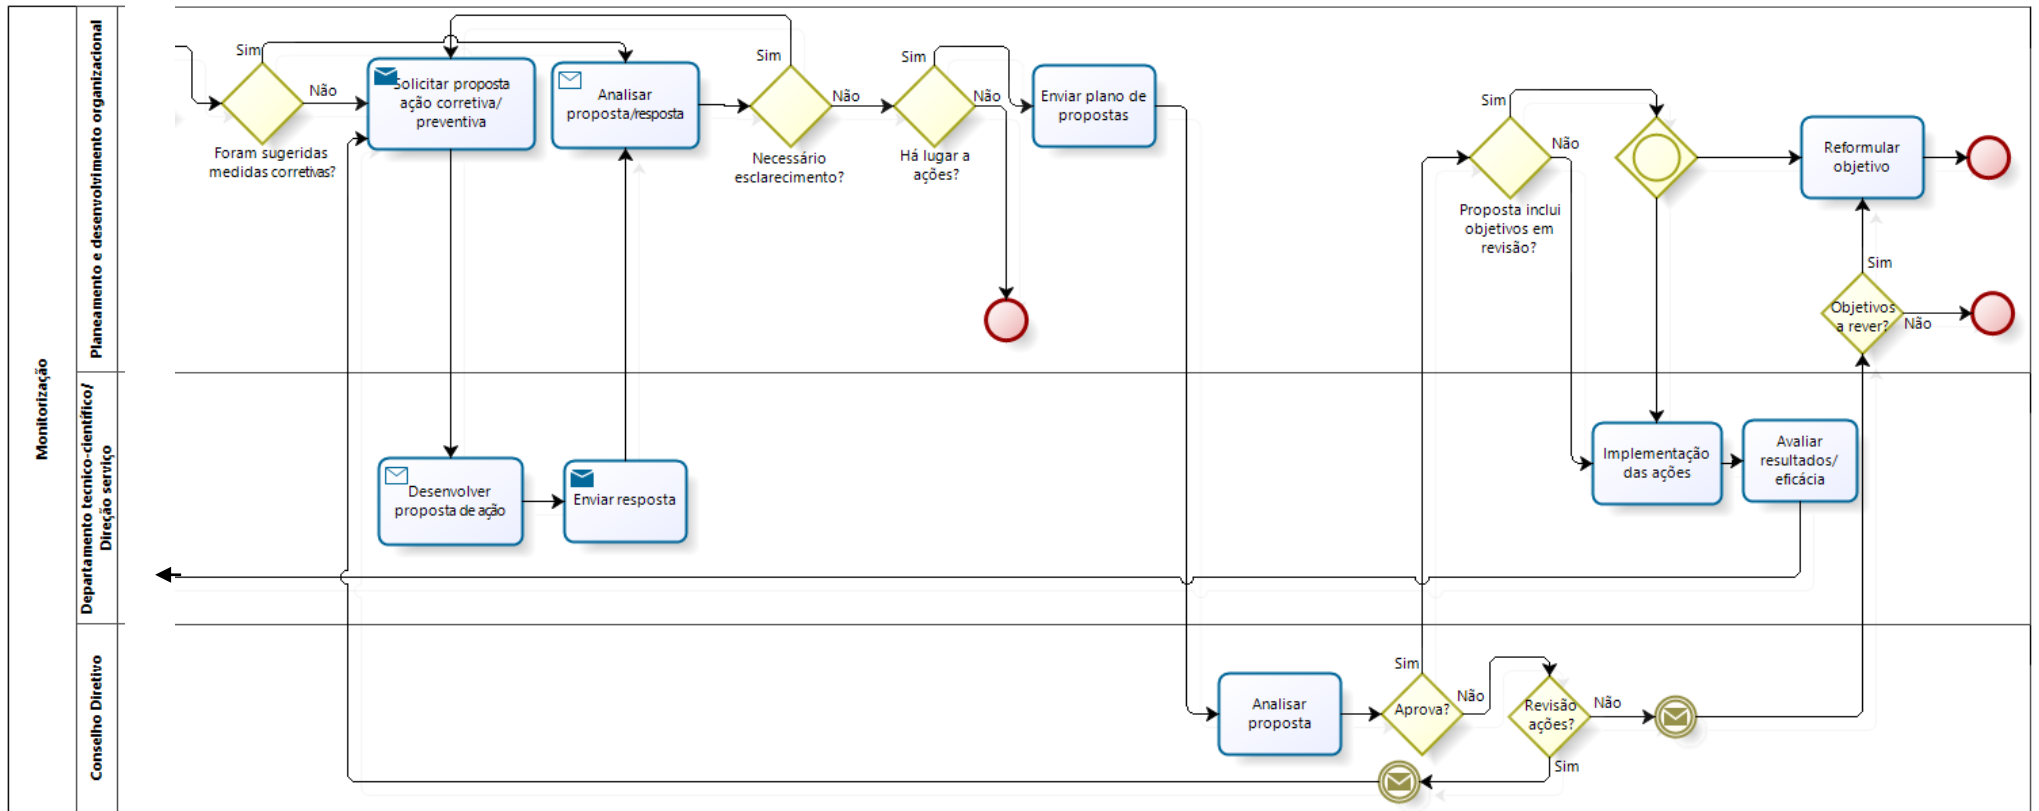 Monitorização
Planeamento e desenvolvimento organizacional
Sim
Não
Foram sugeridas
medidas corretivas?
Solicitar proposta
ação corretiva/
preventiva
Analisar
proposta/resposta
Sim
Não
Necessário
esclarecimento?
Sim
Não
Há lugar a
ações?
Enviar plano de
propostas
Sim
Não
Proposta inclui
objetivos em
revisão?
Reformular
objetivo
Sim
Objetivos
a rever?
Não
Departamento tecnico-científico/
Direção serviço
Desenvolver
proposta de ação
Enviar resposta
Implementação
das ações
Avaliar
resultados/
eficácia
Conselho Diretivo
Analisar
proposta
Sim
Aprova?
Não
Revisão
ações?
Não
Sim